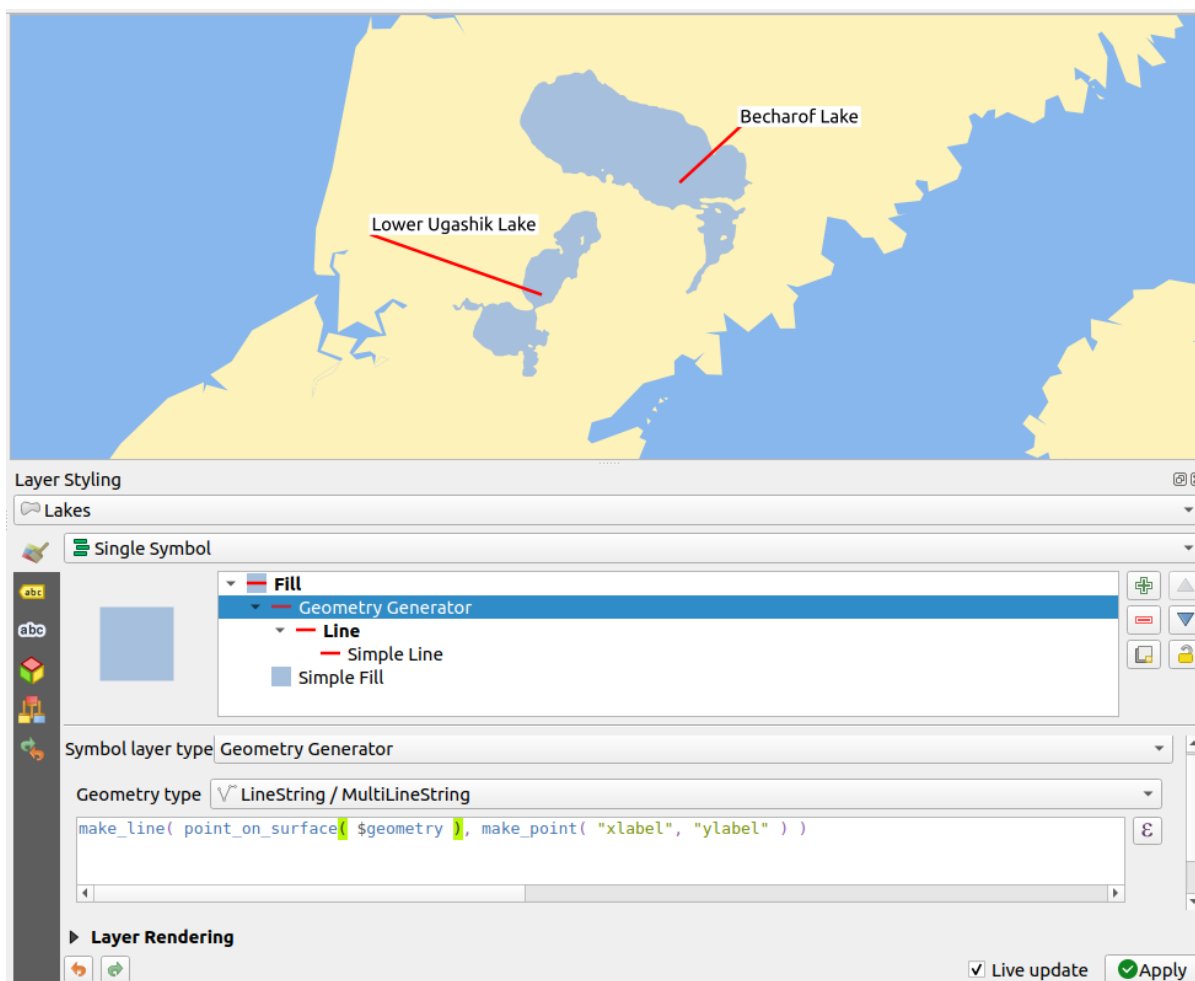 Becharof Lake
Lower Ugashik Lake
Layer Styling
Lakes
Single Symbol
abc
abc
Fill
Geometry Generator
Line
Simple Line
Simple Fill
Symbol layer type Geometry Generator
Geometry type LineString / MultiLineString
make_line( point_on_surface( $geometry ), make_point( "xlabel", "ylabel" ) )
ε
Layer Rendering
Live update Apply